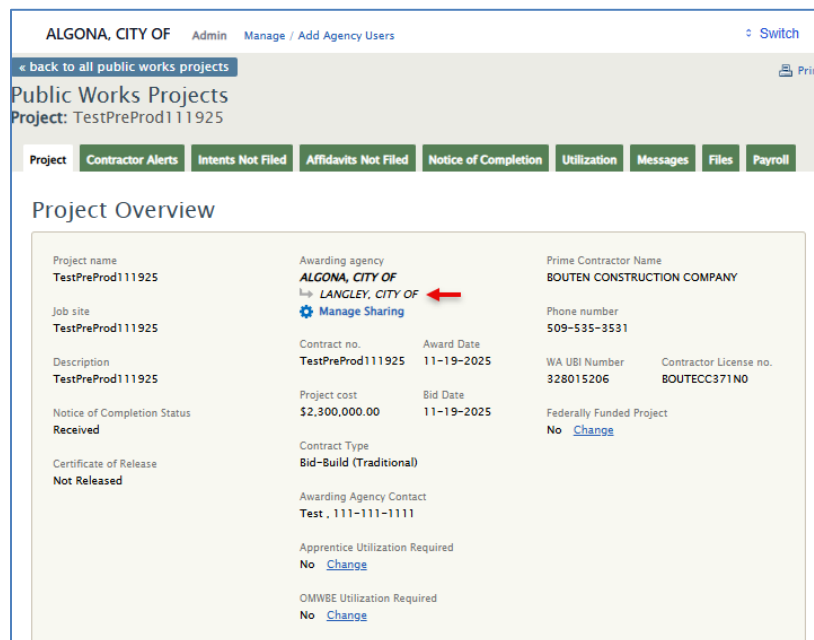 ALGONA, CITY OF Admin Manage / Add Agency Users Switch
« back to all public works projects
Public Works Projects
Project: TestPreProd111925
Project Contractor Alerts Intents Not Filed Affidavits Not Filed Notice of Completion Utilization Messages Files Payroll
Project Overview
Project name
TestPreProd111925
Job site
TestPreProd111925
Description
TestPreProd111925
Notice of Completion Status
Received
Certificate of Release
Not Released
Awarding agency
ALGONA, CITY OF
LANGLEY, CITY OF
Manage Sharing
Contract no. Award Date
TestPreProd111925 11-19-2025
Project cost Bid Date
$2,300,000.00 11-19-2025
Contract Type
Bid-Build (Traditional)
Awarding Agency Contact
Test , 111-111-1111
Apprentice Utilization Required
No Change
OMWBE Utilization Required
No Change
Prime Contractor Name
BOUTEN CONSTRUCTION COMPANY
Phone number
509-535-3531
WA UBI Number Contractor License no.
328015206 BOUTECC371N0
Federally Funded Project
No Change